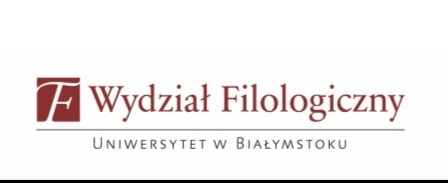 F Wydział Filologiczny
Uniwersytet w Białymstoku